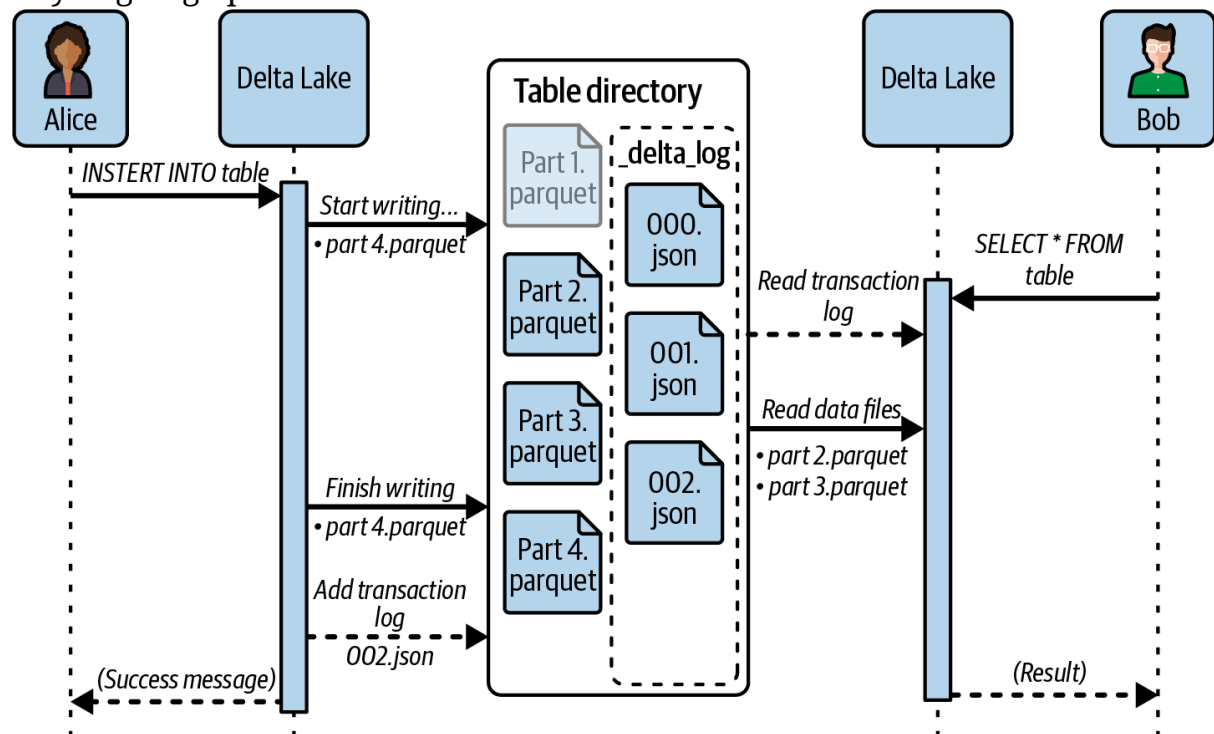 Alice
Delta Lake
Table directory
Delta Lake
Bob
INSTERT INTO table
Start writing...
• part 4.parquet
Finish writing
• part 4.parquet
Add transaction
log
002.json
(Success message)
Part 1.
parquet
Part 2.
parquet
Part 3.
parquet
Part 4.
parquet
_delta_log
000.
json
001.
json
002.
json
SELECT * FROM
table
Read transaction
log
Read data files
• part 2.parquet
• part 3.parquet
(Result)